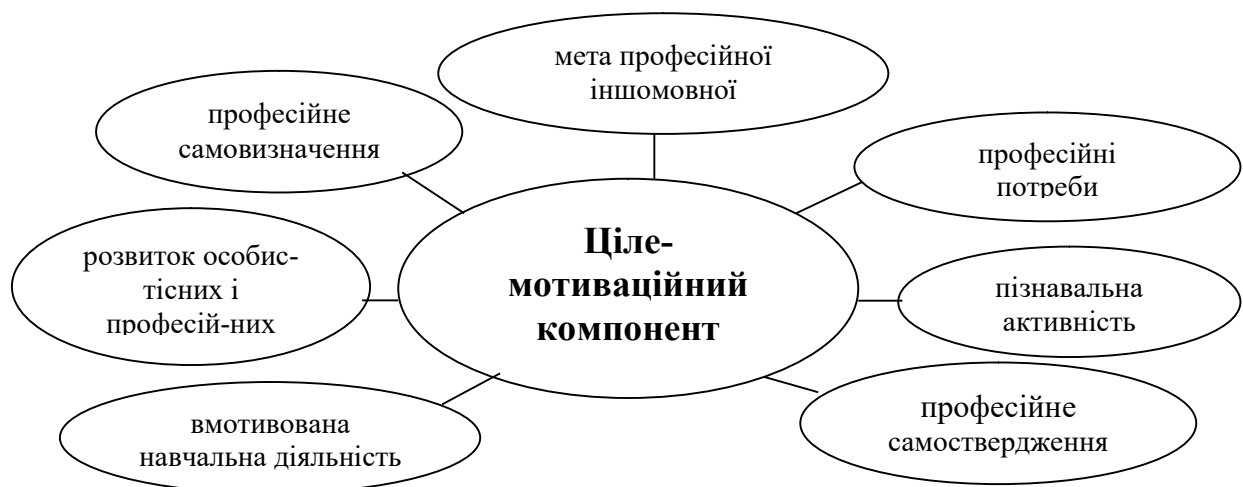 мета професійної
іншомовної
професійне
самовизначення
професійні
потреби
Ціле-
мотиваційний
компонент
розвиток особис-
тісних і
професій-них
пізнавальна
активність
професійне
самоствердження
вмотивована
навчальна діяльність